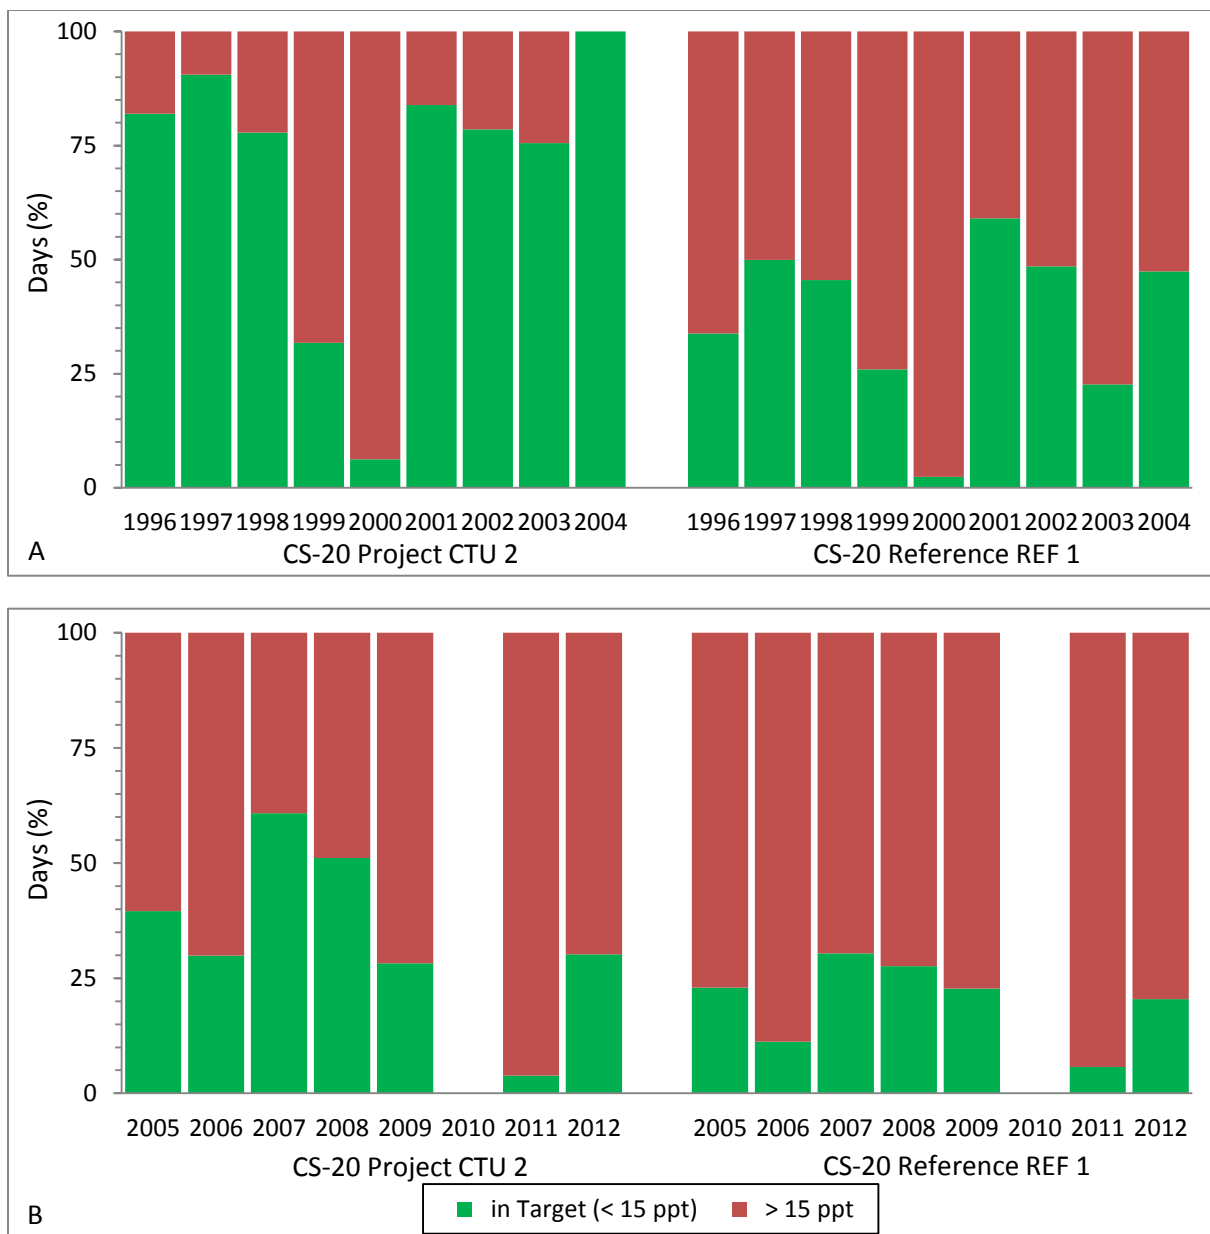 100
75
50
25
0
Days (%)
1996 1997 1998 1999 2000 2001 2002 2003 2004 1996 1997 1998 1999 2000 2001 2002 2003 2004
A CS-20 Project CTU 2 CS-20 Reference REF 1
100
75
50
25
0
Days (%)
2005 2006 2007 2008 2009 2010 2011 2012 2005 2006 2007 2008 2009 2010 2011 2012
CS-20 Project CTU 2 CS-20 Reference REF 1
B in Target (< 15 ppt) > 15 ppt